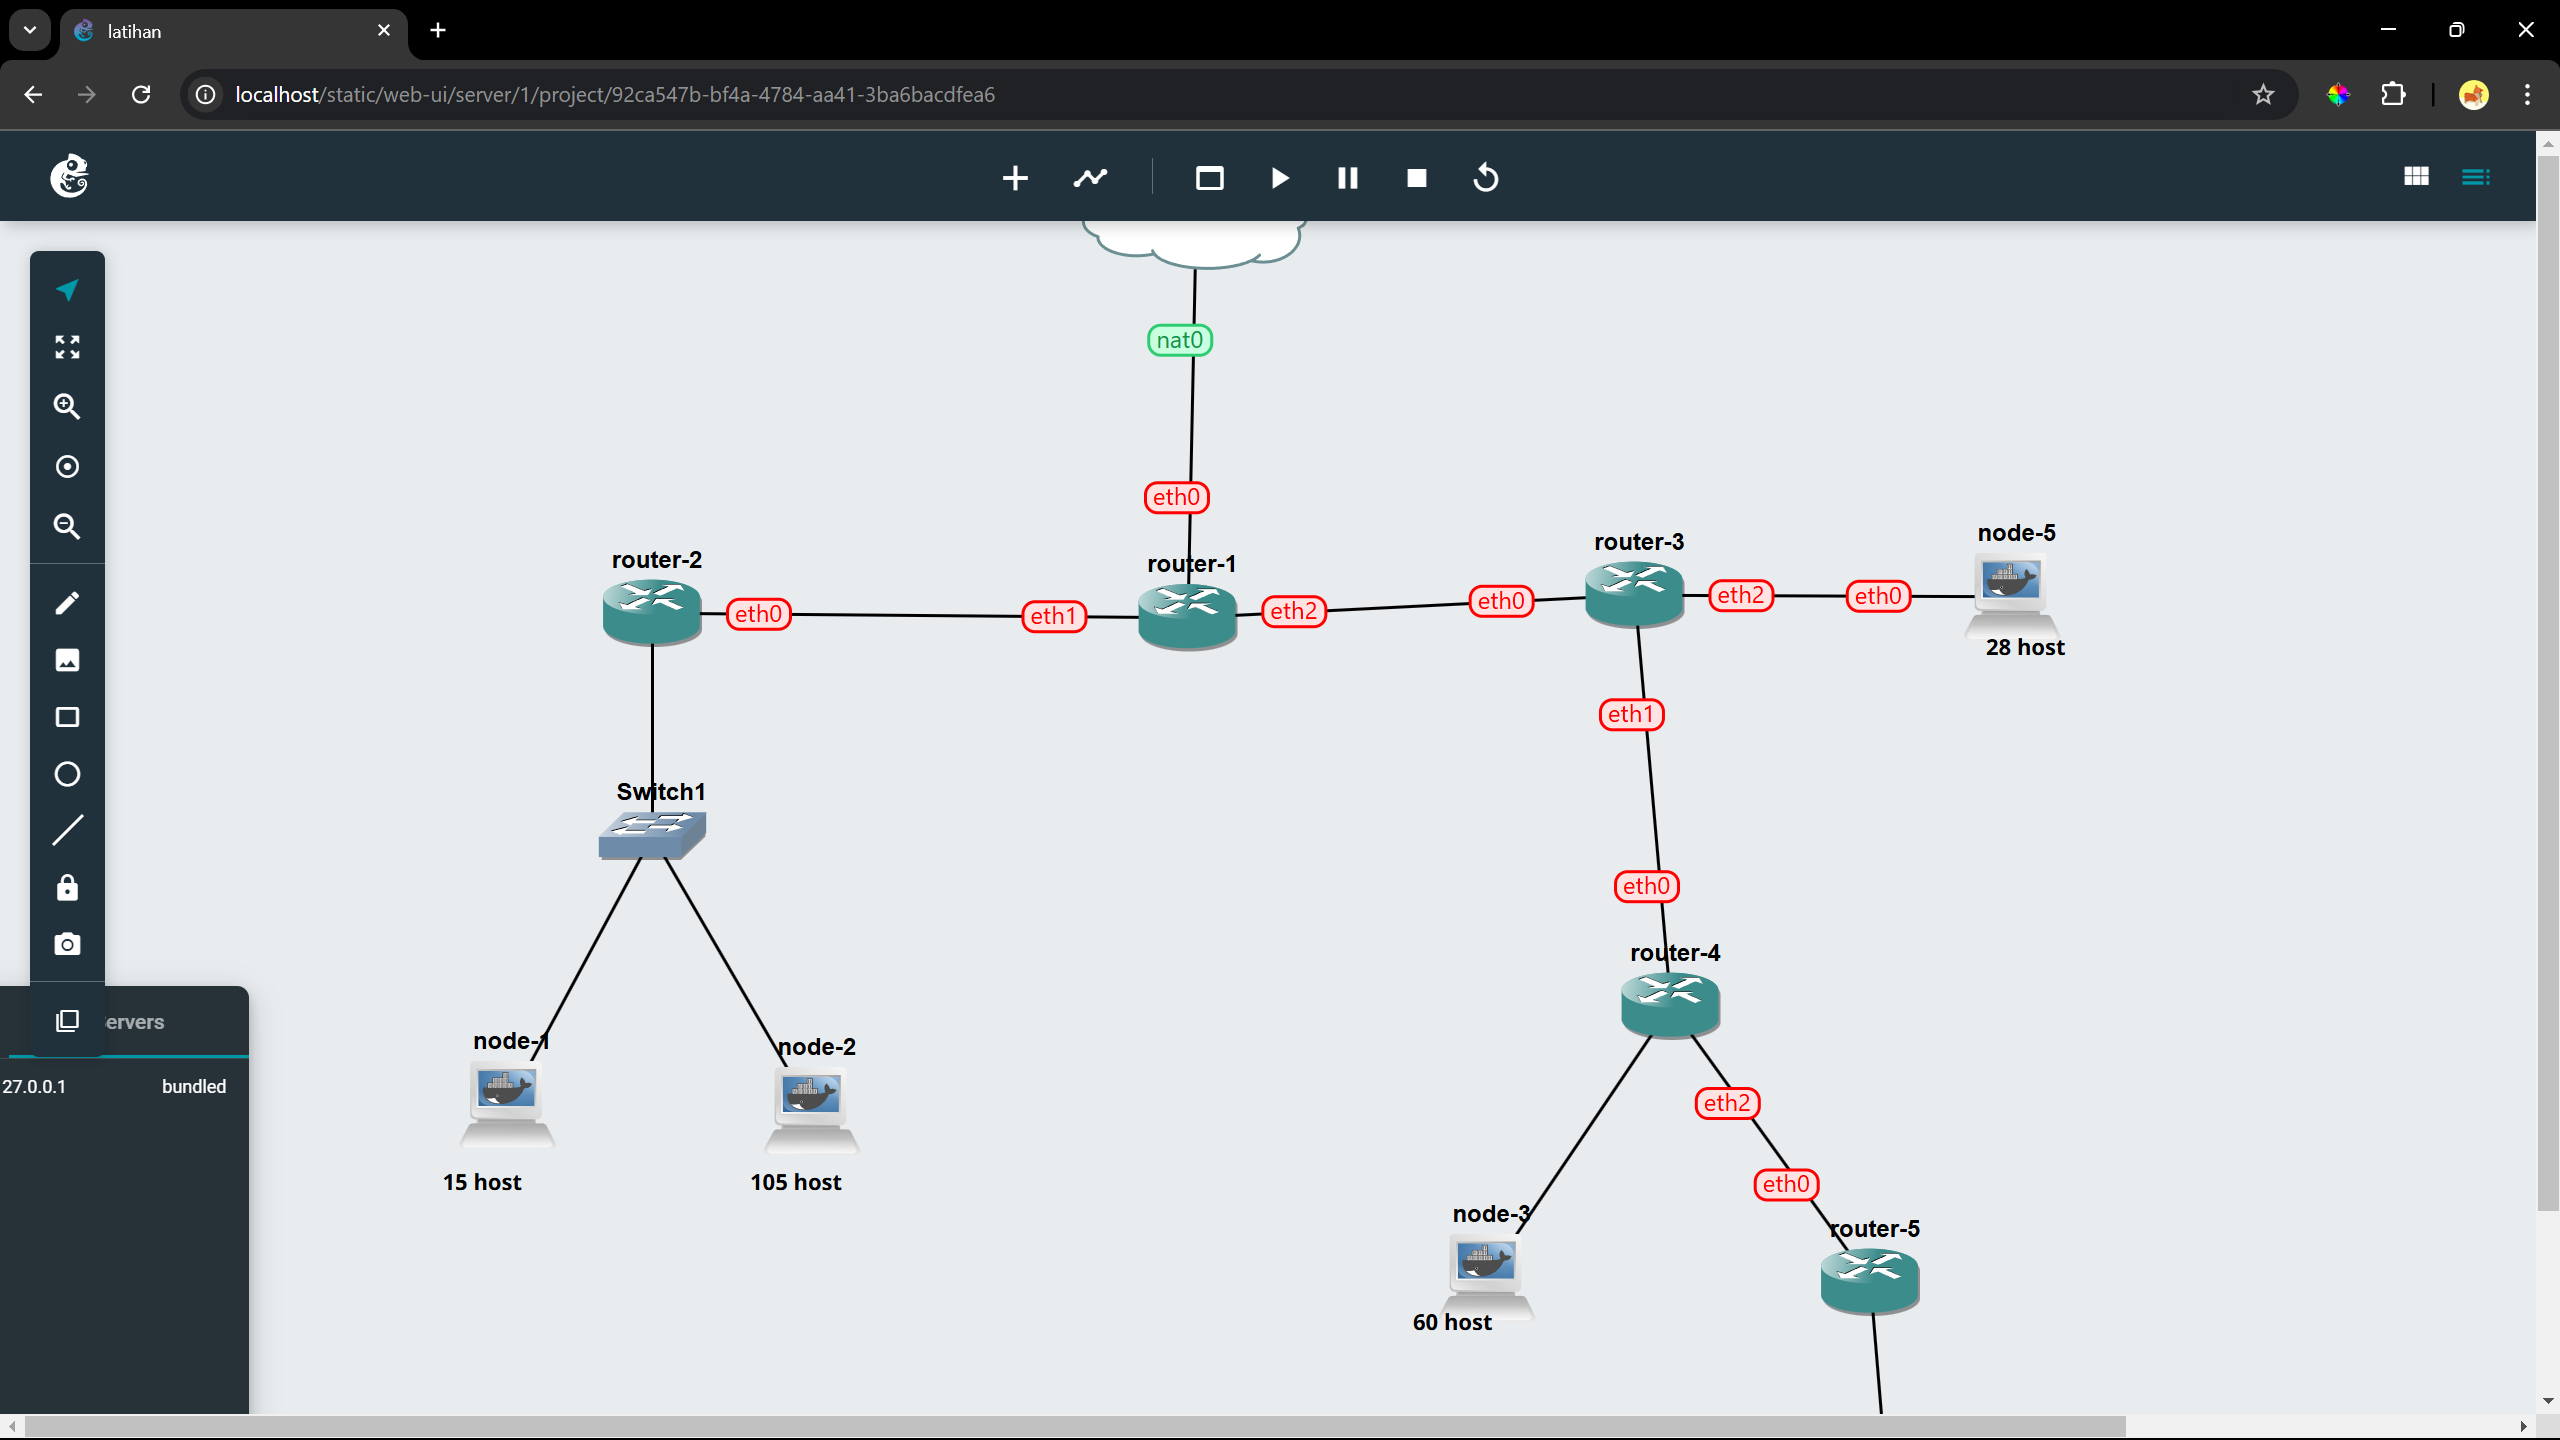 latihan
localhost/static/web-ui/server/1/project/92ca547b-bf4a-4784-aa41-3ba6bacdfea6
nat0
eth0
router-2
router-1
router-3
node-5
eth0
eth1
eth2
eth0
eth2
eth0
28 host
eth1
Switch1
eth0
router-4
ervers
node-1
node-2
27.0.0.1
bundled
eth2
15 host
105 host
eth0
node-3
router-5
60 host